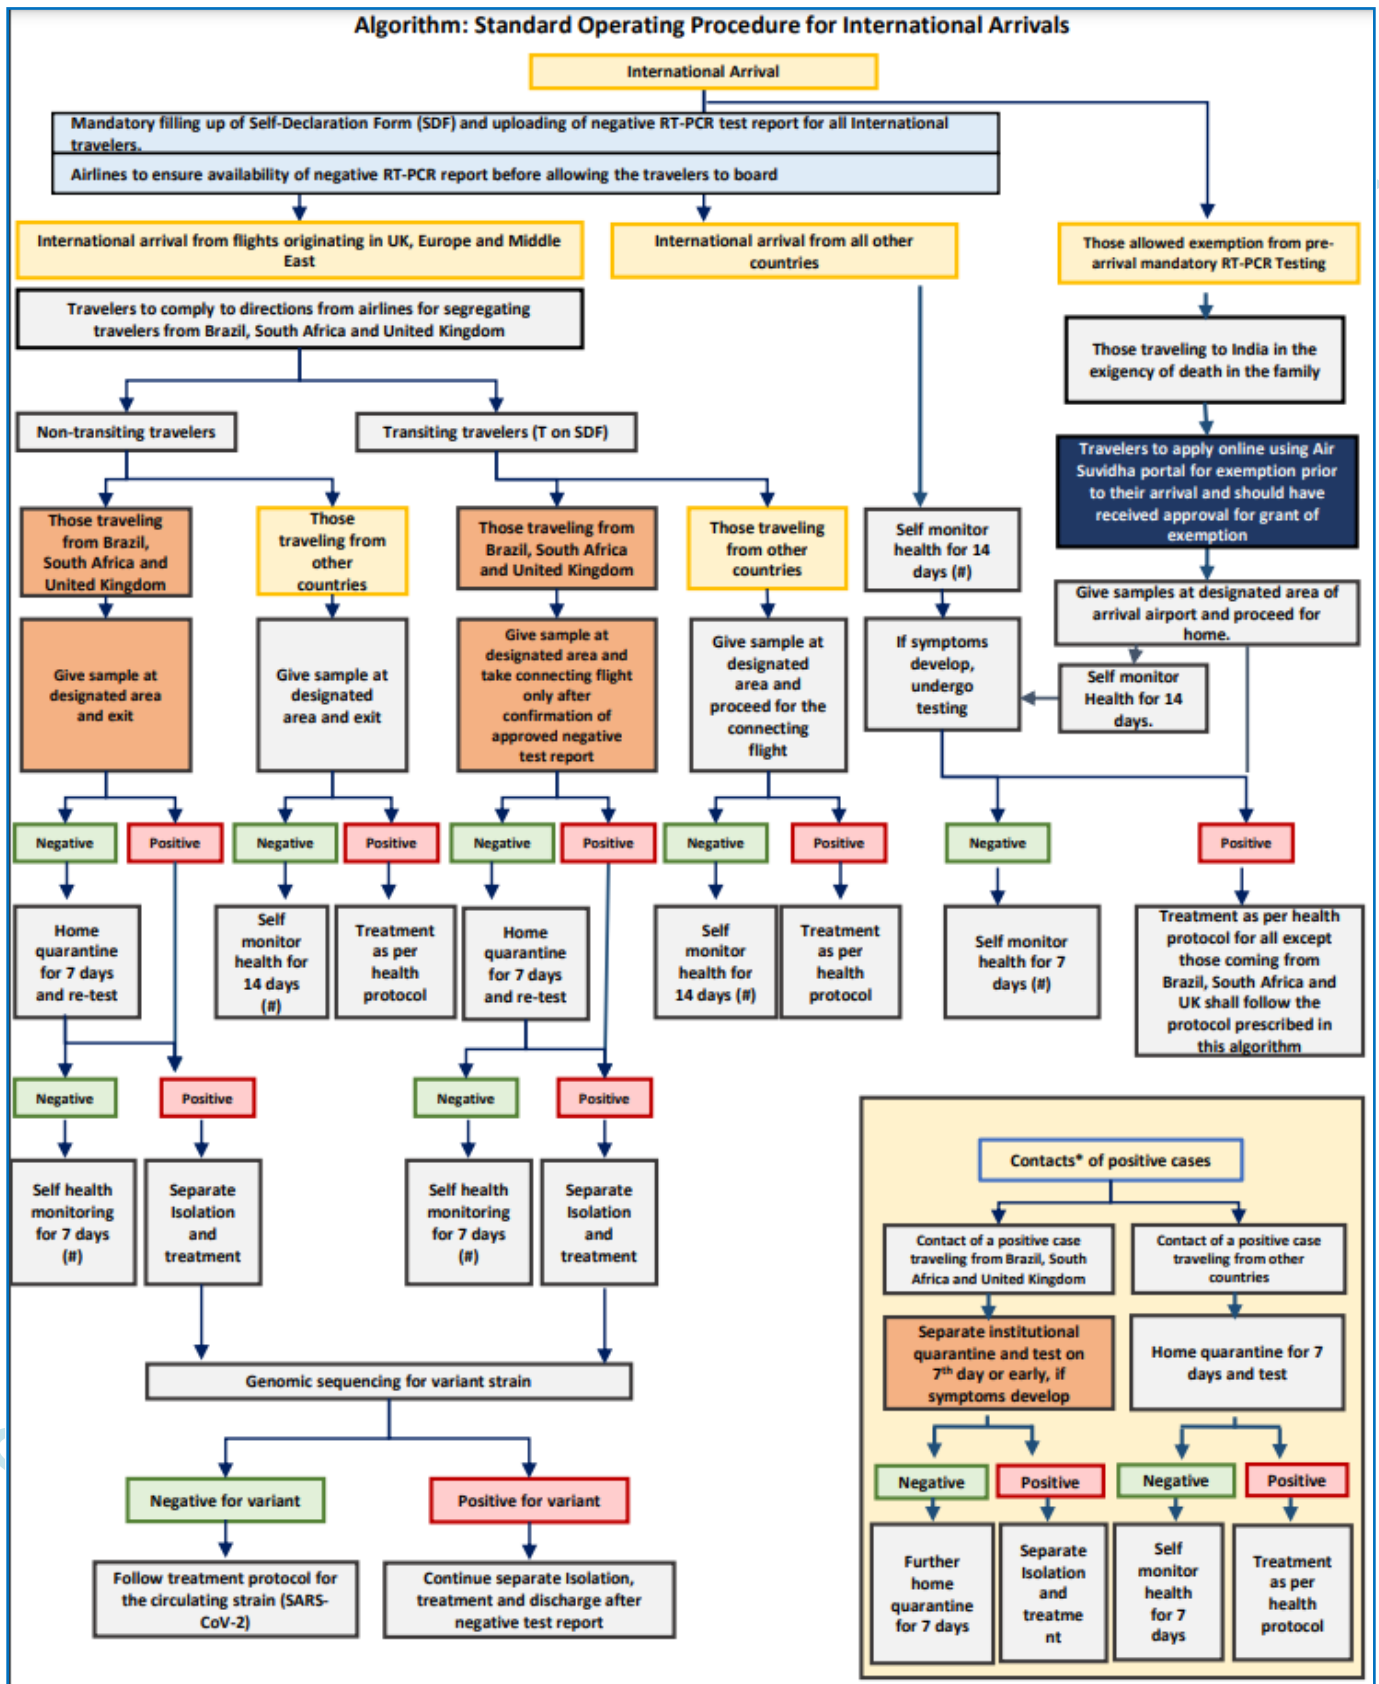 Algorithm: Standard Operating Procedure for International Arrivals
International Arrival
Mandatory filling up of Self-Declaration Form (SDF) and uploading of negative RT-PCR test report for all International
travelers.
Airlines to ensure availability of negative RT-PCR report before allowing the travelers to board
International arrival from flights originating in UK, Europe and Middle
East
International arrival from all other
countries
Those allowed exemption from pre-
arrival mandatory RT-PCR Testing
Travelers to comply to directions from airlines for segregating
travelers from Brazil, South Africa and United Kingdom
Those traveling to India in the
exigency of death in the family
Non-transiting travelers
Transiting travelers (T on SDF)
Travelers to apply online using Air
Suvidha portal for exemption prior
to their arrival and should have
received approval for grant of
exemption
Those traveling
from Brazil,
South Africa and
United Kingdom
Those
traveling from
other
countries
Those traveling from
Brazil, South Africa
and United Kingdom
Those traveling
from other
countries
Self monitor
health for 14
days (#)
Give samples at designated area of
arrival airport and proceed for
home.
Give sample at
designated area
and exit
Give sample at
designated
area and exit
Give sample at
designated area and
take connecting flight
only after
confirmation of
approved negative
test report
Give sample at
designated
area and
proceed for the
connecting
flight
If symptoms
develop,
undergo
testing
Self monitor
Health for 14
days.
Negative
Positive
Negative
Positive
Negative
Positive
Negative
Positive
Negative
Positive
Home
quarantine
for 7 days
and re-test
Self
monitor
health for
14 days
(#)
Treatment
as per
health
protocol
Home
quarantine
for 7 days
and re-test
Self
monitor
health for
14 days (#)
Treatment
as per
health
protocol
Self monitor
health for 7
days (#)
Treatment as per health
protocol for all except
those coming from
Brazil, South Africa and
UK shall follow the
protocol prescribed in
this algorithm
Negative
Positive
Negative
Positive
Self health
monitoring
for 7 days
(#)
Separate
Isolation
and
treatment
Self health
monitoring
for 7 days
(#)
Separate
Isolation
and
treatment
Genomic sequencing for variant strain
Negative for variant
Positive for variant
Follow treatment protocol for
the circulating strain (SARS-
CoV-2)
Continue separate Isolation,
treatment and discharge after
negative test report
Contacts* of positive cases
Contact of a positive case
traveling from Brazil, South
Africa and United Kingdom
Contact of a positive case
traveling from other
countries
Separate institutional
quarantine and test on
7th day or early, if
symptoms develop
Home quarantine for 7
days and test
Negative
Positive
Negative
Positive
Further
home
quarantine
for 7 days
Separate
Isolation
and
treatme
nt
Self
monitor
health
for 7
days
Treatment
as per
health
protocol